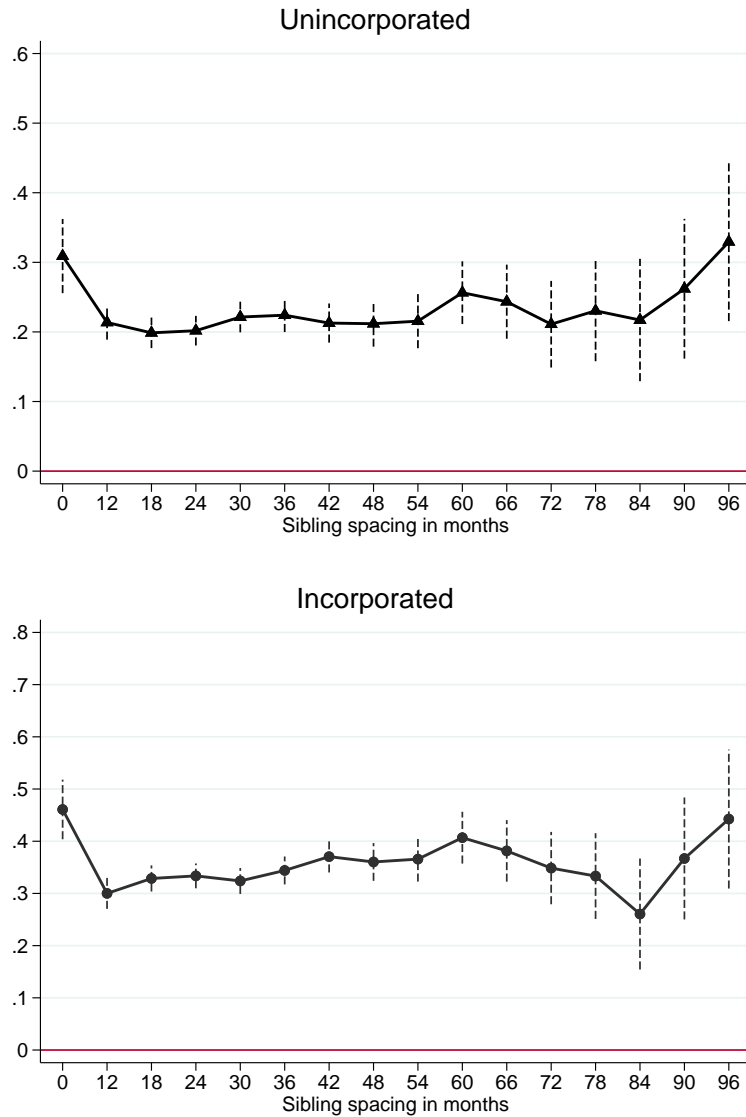 Unincorporated
.6
.5
.4
.3
.2
.1
0
0 12 18 24 30 36 42 48 54 60 66 72 78 84 90 96
Sibling spacing in months
Incorporated
.8
.7
.6
.5
.4
.3
.2
.1
0
0 12 18 24 30 36 42 48 54 60 66 72 78 84 90 96
Sibling spacing in months